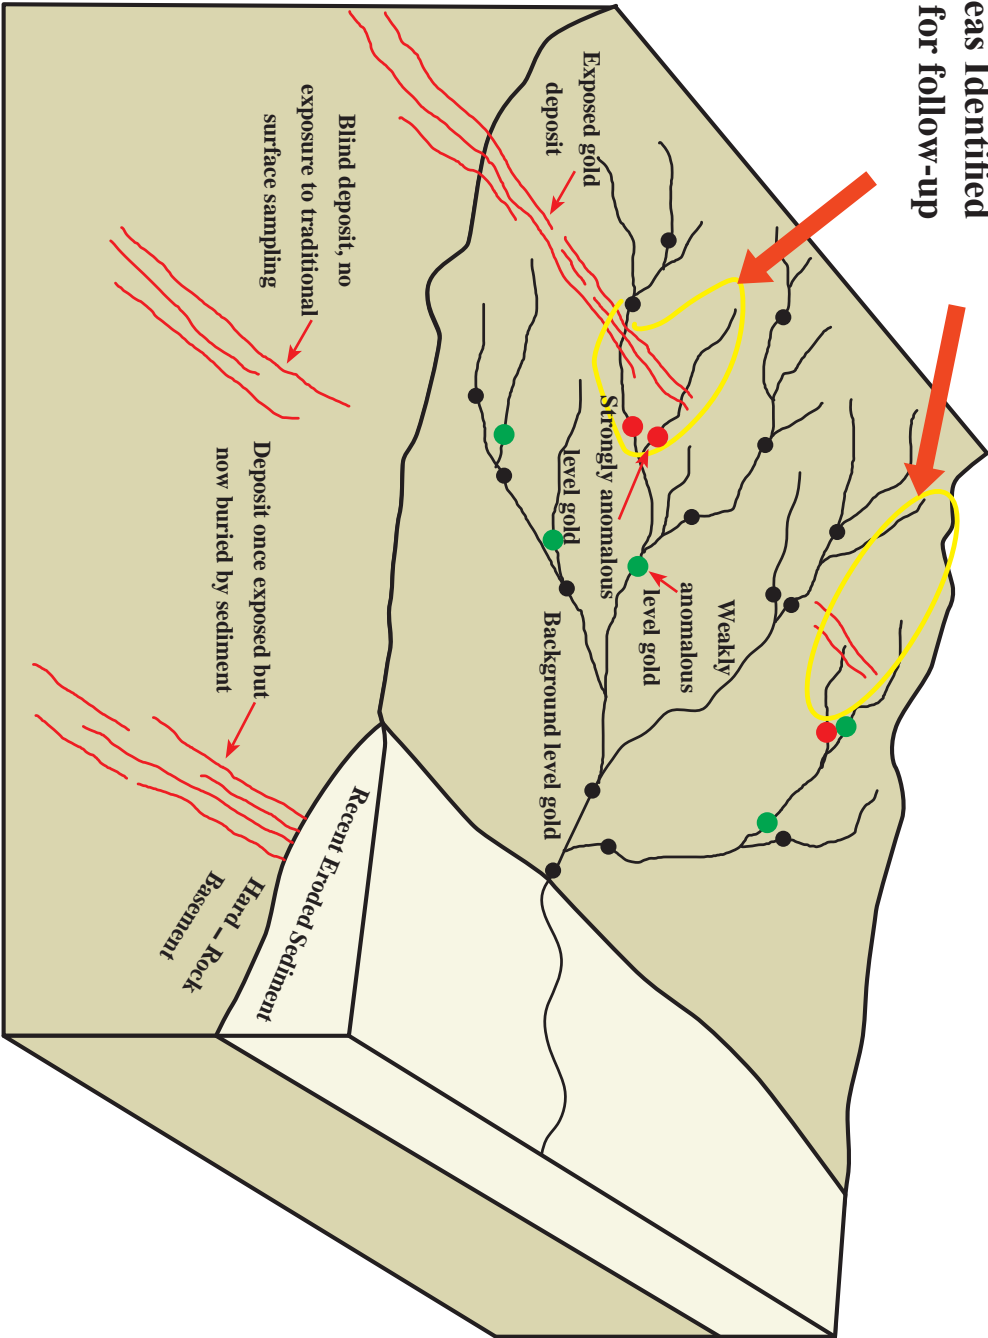 eas Identified
for follow-up
Exposed gold
deposit
Blind deposit, no
exposure to traditional
surface sampling
Strongly anomalous
level gold
Weakly
anomalous
level gold
Background level gold
Deposit once exposed but
now buried by sediment
Recent Eroded Sediment
Hard – Rock
Basement